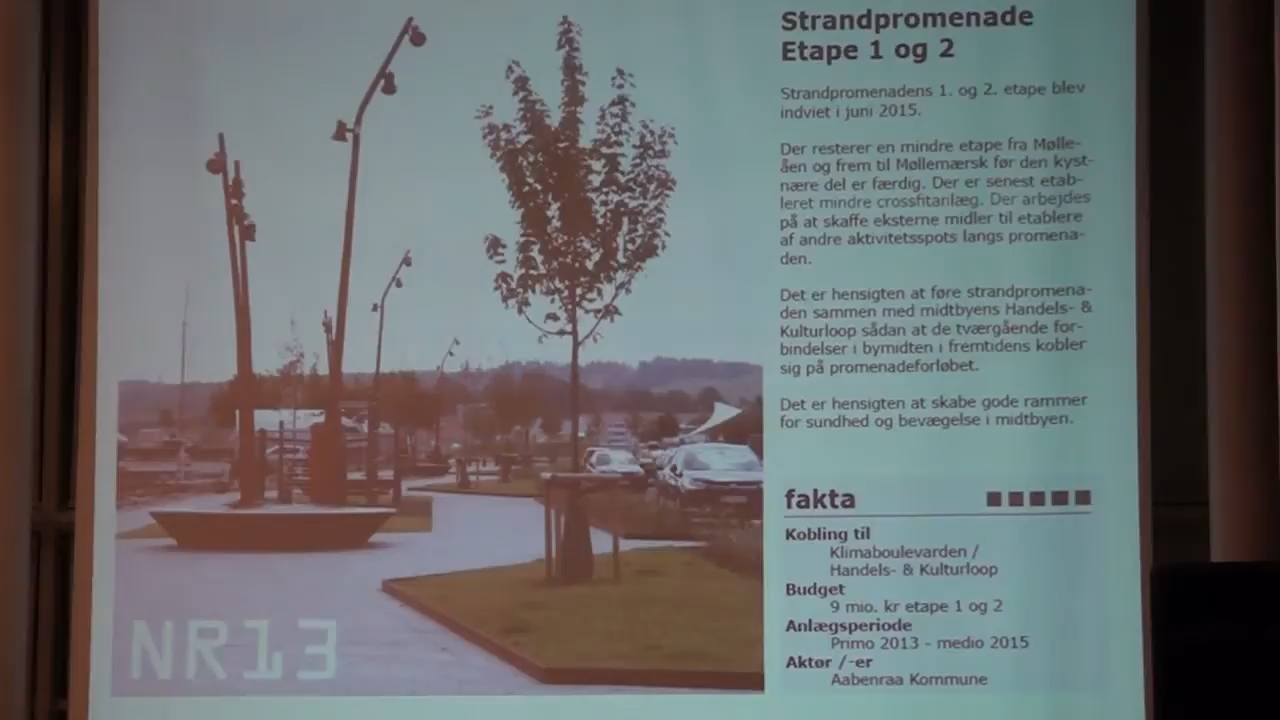 Strandpromenade
Etape 1 og 2
Strandpromenadens 1. og 2. etape blev
indviet i juni 2015.
Der resterer en mindre etape fra Mølle-
åen og frem til Møllemærsk før den kyst-
nære del er færdig. Der er senest etab-
leret mindre crossfitanlæg. Der arbejdes
på at skaffe eksterne midler til etablere
af andre aktivitetsspots langs promena-
den.
Det er hensigten at føre strandpromena-
den sammen med midtbyens Handels- &
Kulturloop sådan at de tværgående for-
bindelser i bymidten i fremtidens kobler
sig på promenadeforløbet.
Det er hensigten at skabe gode rammer
for sundhed og bevægelse i midtbyen.
fakta
Kobling til
Klimaboulevarden /
Handels- & Kulturloop
Budget
9 mio. kr etape 1 og 2
Anlægsperiode
Primo 2013 - medio 2015
Aktør /-er
Aabenraa Kommune
NR13